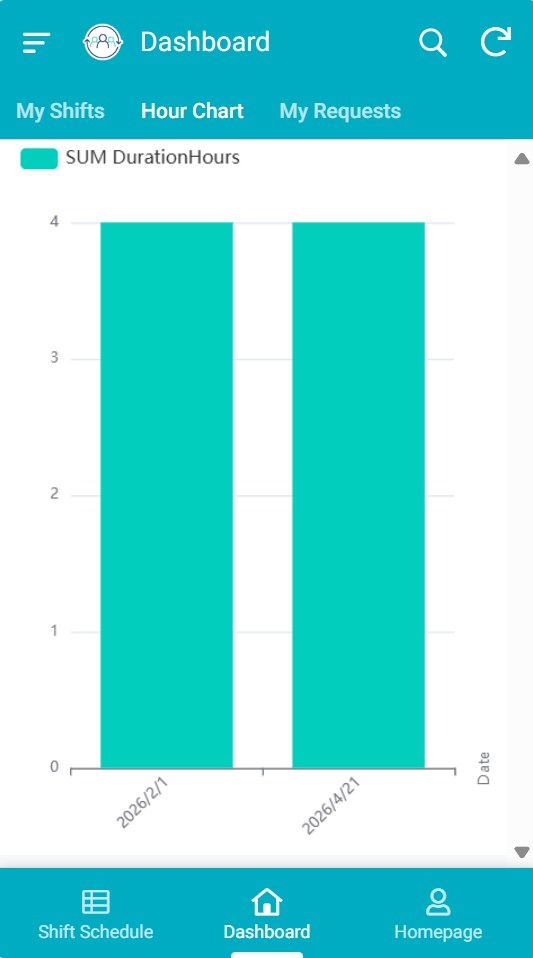 Dashboard
My Shifts Hour Chart My Requests
SUM DurationHours
4
3
2
1
0
Date
2026/2/1 2026/4/21
Shift Schedule Dashboard Homepage